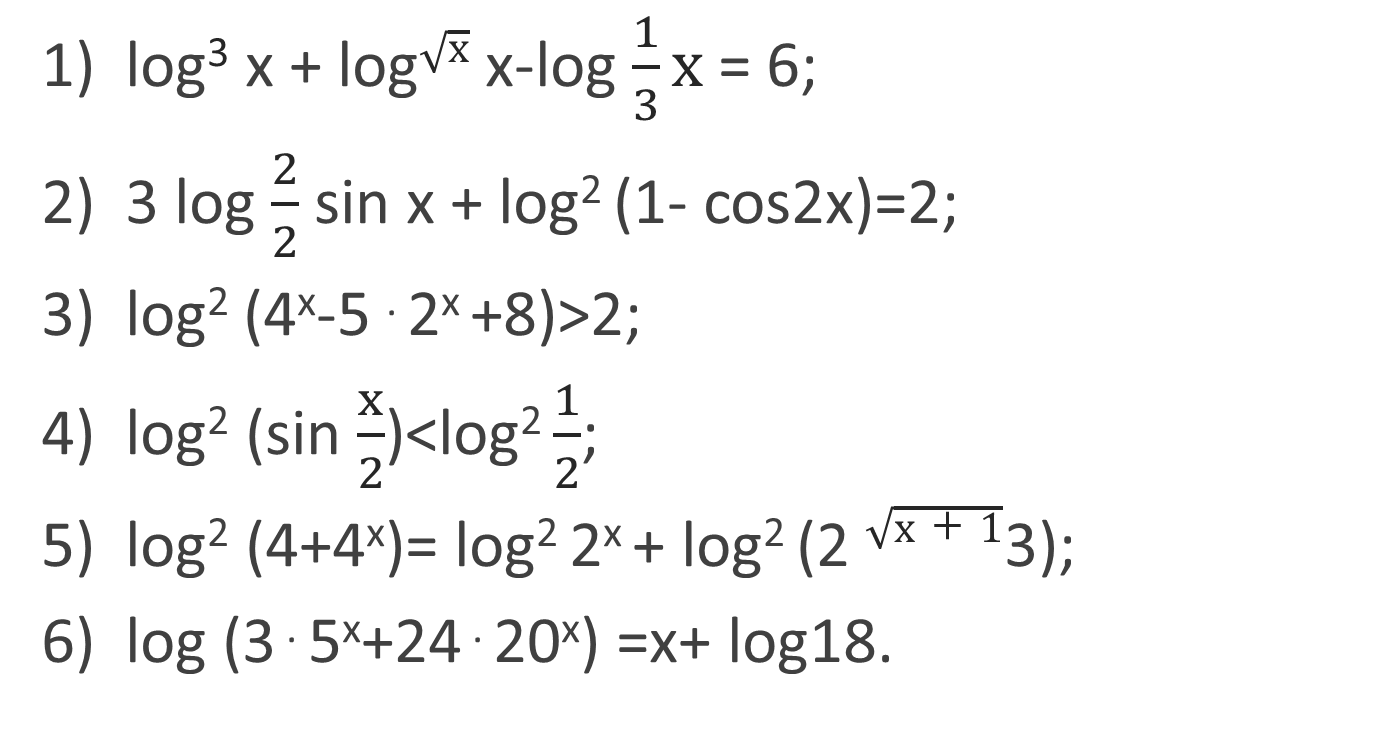 1) log³ x + log^√x x-log 1/3 x = 6;
2) 3 log 2/2 sin x + log² (1- cos2x)=2;
3) log² (4ˣ-5 · 2ˣ +8)>2;
4) log² (sin x/2)<log² 1/2;
5) log² (4+4ˣ)= log² 2ˣ + log² (2 ^√(x + 1) 3);
6) log (3 · 5ˣ+24 · 20ˣ) =x+ log18.